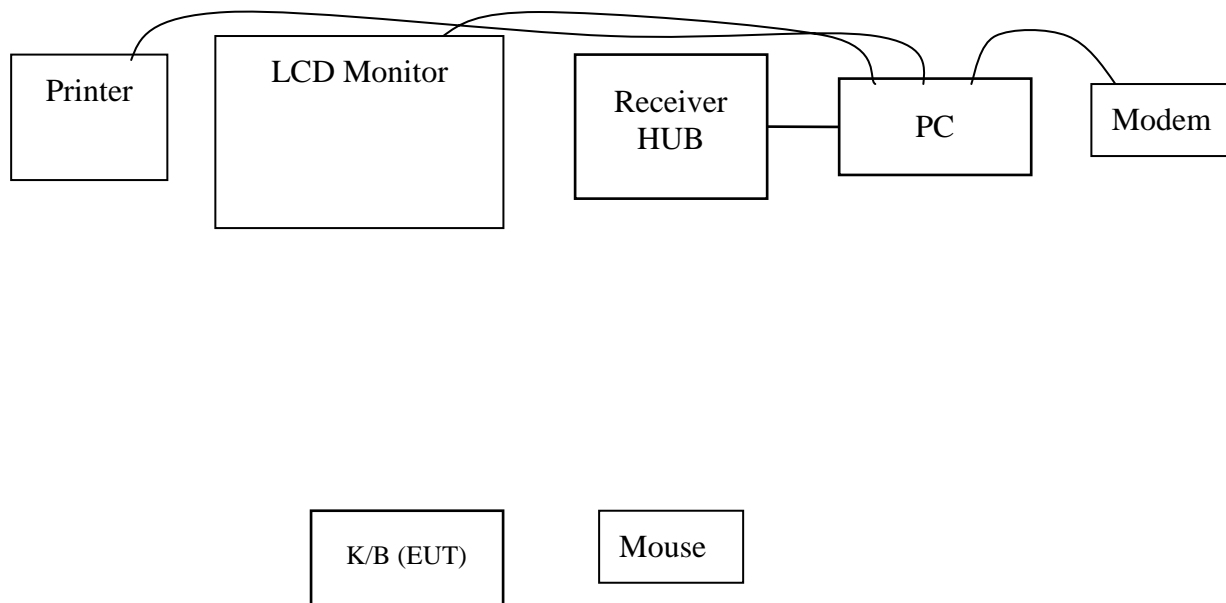 Printer
LCD Monitor
Receiver
HUB
PC
Modem
K/B (EUT)
Mouse